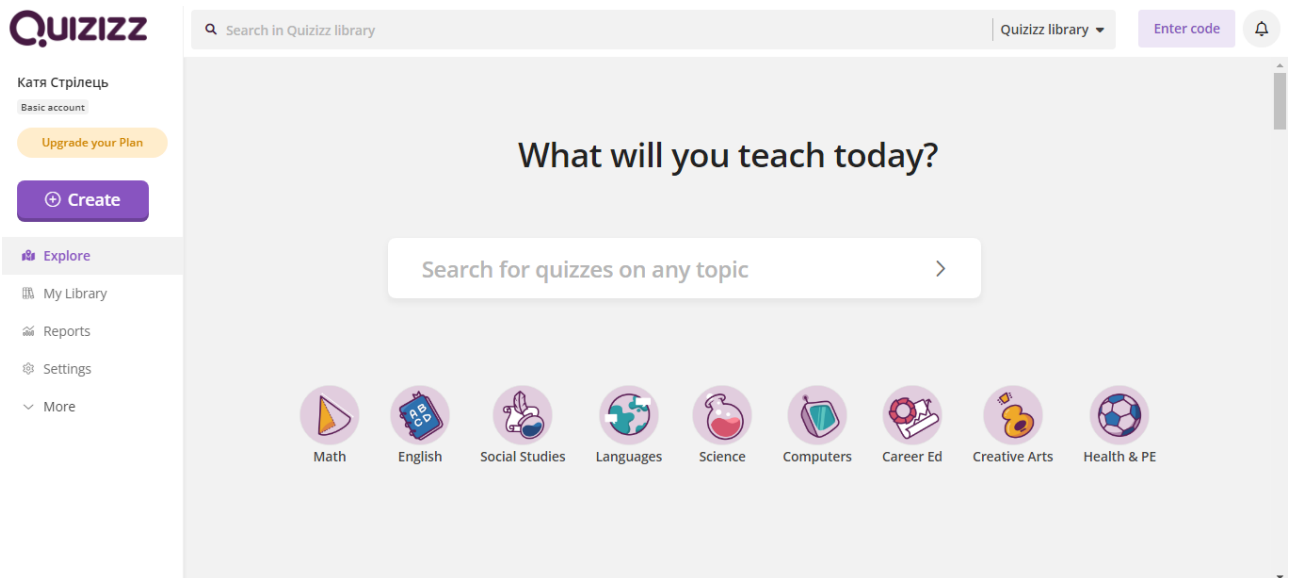 QUIZIZZ
Search in Quizizz library
Quizizz library
Enter code
Катя Стрілець
Basic account
Upgrade your Plan
Create
Explore
My Library
Reports
Settings
More
What will you teach today?
Search for quizzes on any topic
A B
C D
Math
English
Social Studies
Languages
Science
Computers
Career Ed
Creative Arts
Health & PE